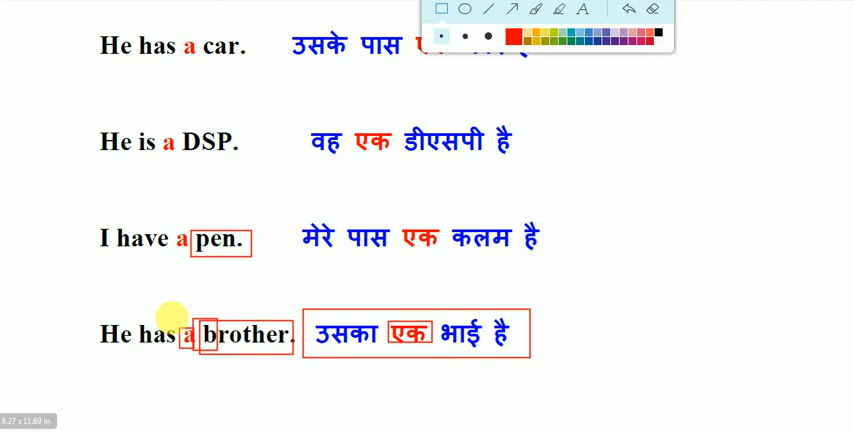 He has a car. उसके पास
He is a DSP. वह एक डीएसपी है
I have a pen. मेरे पास एक कलम है
He has a brother. उसका एक भाई है
8.27 x 11.69 in